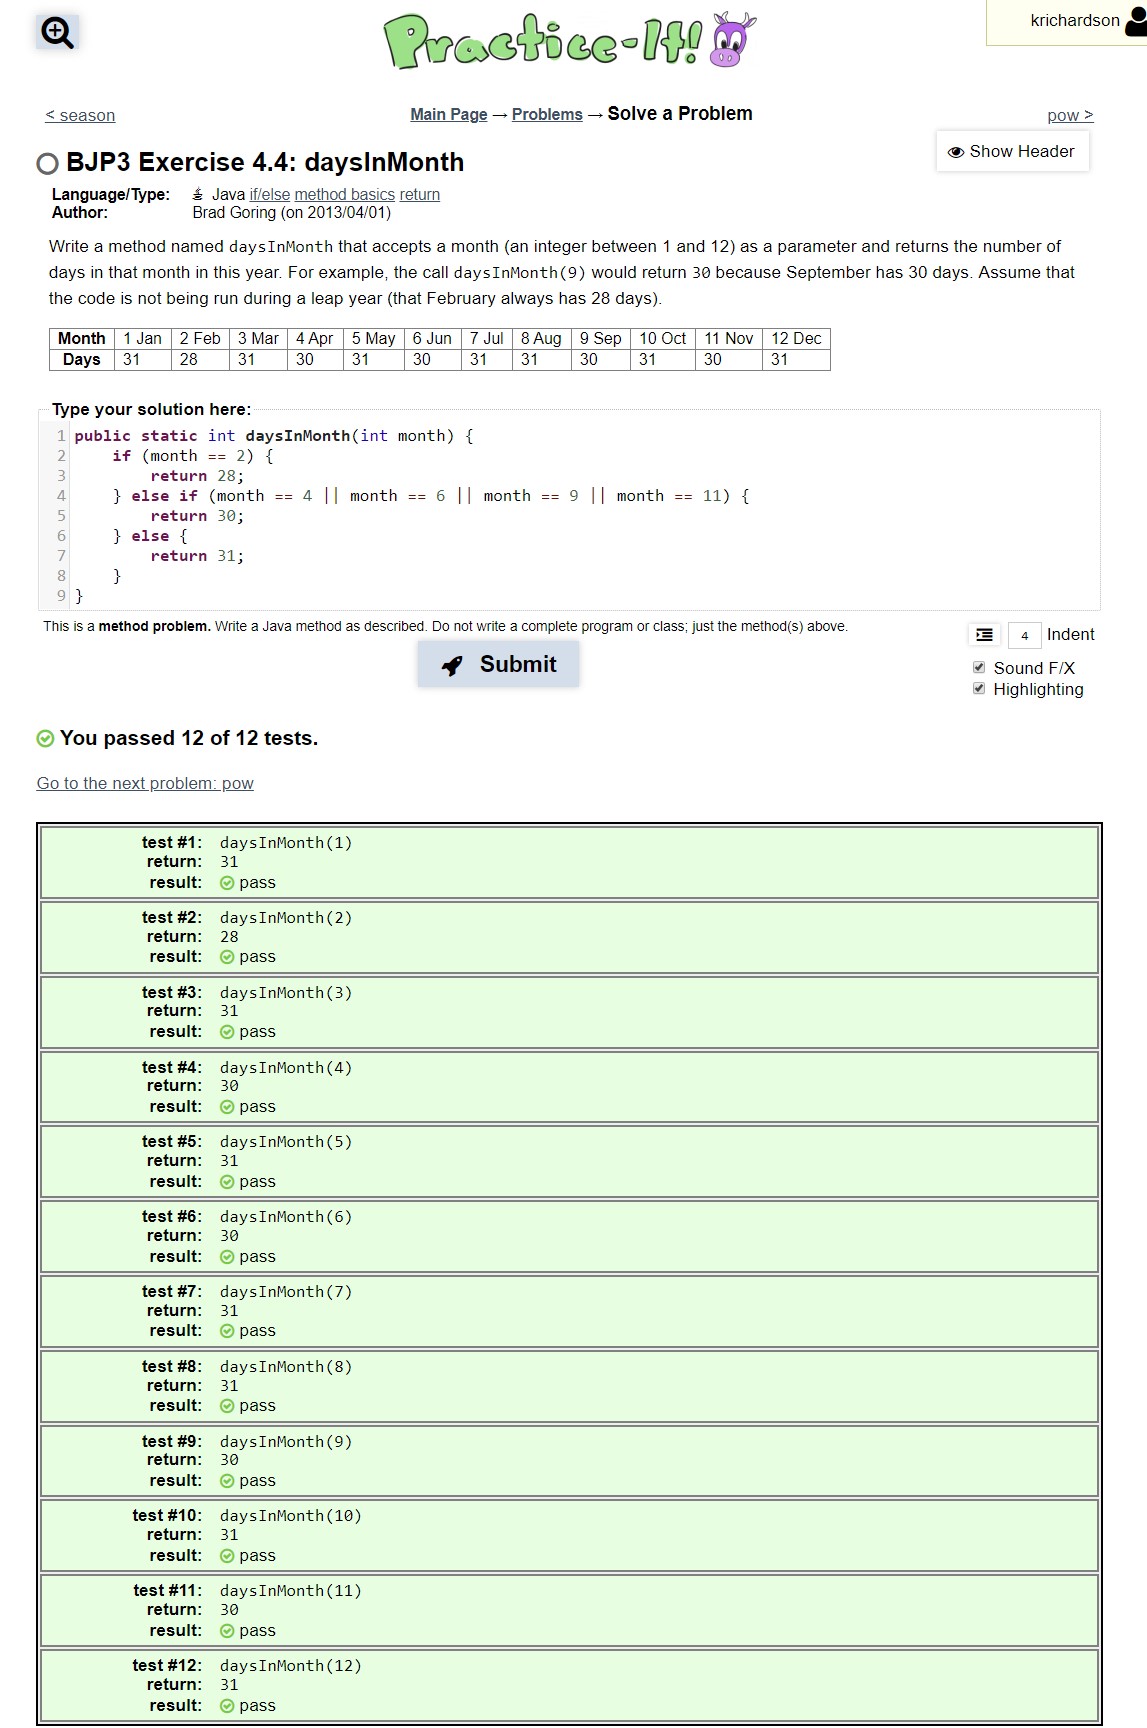 Practice-It!
krichardson
< season
Main Page → Problems → Solve a Problem
pow >
Show Header
BJP3 Exercise 4.4: daysInMonth
Language/Type: Java if/else method basics return
Author: Brad Goring (on 2013/04/01)
Write a method named daysInMonth that accepts a month (an integer between 1 and 12) as a parameter and returns the number of
days in that month in this year. For example, the call daysInMonth(9) would return 30 because September has 30 days. Assume that
the code is not being run during a leap year (that February always has 28 days).
Month 1 Jan 2 Feb 3 Mar 4 Apr 5 May 6 Jun 7 Jul 8 Aug 9 Sep 10 Oct 11 Nov 12 Dec
Days 31 28 31 30 31 30 31 31 30 31 30 31
Type your solution here:
1 public static int daysInMonth(int month) {
2 if (month == 2) {
3 return 28;
4 } else if (month == 4 || month == 6 || month == 9 || month == 11) {
5 return 30;
6 } else {
7 return 31;
8 }
9 }
This is a method problem. Write a Java method as described. Do not write a complete program or class; just the method(s) above.
4 Indent
Submit
Sound F/X
Highlighting
You passed 12 of 12 tests.
Go to the next problem: pow
test #1: daysInMonth(1)
return: 31
result: pass
test #2: daysInMonth(2)
return: 28
result: pass
test #3: daysInMonth(3)
return: 31
result: pass
test #4: daysInMonth(4)
return: 30
result: pass
test #5: daysInMonth(5)
return: 31
result: pass
test #6: daysInMonth(6)
return: 30
result: pass
test #7: daysInMonth(7)
return: 31
result: pass
test #8: daysInMonth(8)
return: 31
result: pass
test #9: daysInMonth(9)
return: 30
result: pass
test #10: daysInMonth(10)
return: 31
result: pass
test #11: daysInMonth(11)
return: 30
result: pass
test #12: daysInMonth(12)
return: 31
result: pass